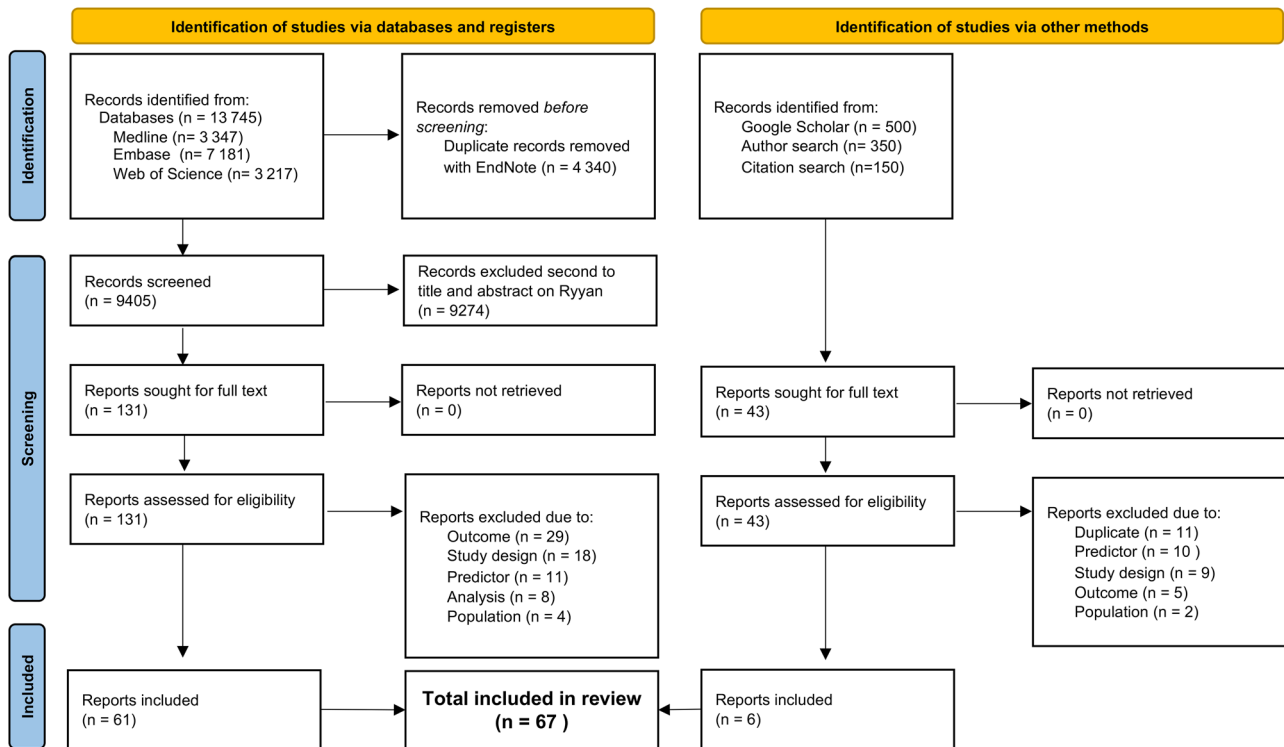 Identification of studies via databases and registers
Identification of studies via other methods
Identification
Records identified from:
Databases (n = 13 745)
Medline (n= 3 347)
Embase (n= 7 181)
Web of Science (n= 3 217)
Records removed before
screening:
Duplicate records removed
with EndNote (n = 4 340)
Records identified from:
Google Scholar (n = 500)
Author search (n = 350)
Citation search (n=150)
Screening
Records screened
(n = 9405)
Records excluded second to
title and abstract on Ryyan
(n = 9274)
Reports sought for full text
(n = 131)
Reports not retrieved
(n = 0)
Reports sought for full text
(n = 43)
Reports not retrieved
(n = 0)
Reports assessed for eligibility
(n = 131)
Reports excluded due to:
Outcome (n = 29)
Study design (n = 18)
Predictor (n = 11)
Analysis (n = 8)
Population (n = 4)
Reports assessed for eligibility
(n = 43)
Reports excluded due to:
Duplicate (n = 11)
Predictor (n = 10 )
Study design (n = 9)
Outcome (n = 5)
Population (n = 2)
Included
Reports included
(n = 61)
Total included in review
(n = 67 )
Reports included
(n = 6)